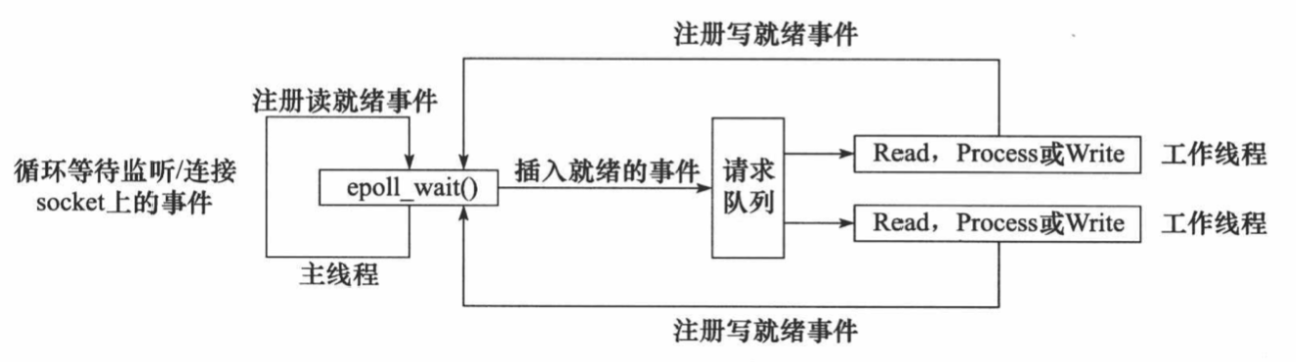 注册写就绪事件
注册读就绪事件
循环等待监听/连接
socket上的事件
epoll_wait()
插入就绪的事件
请求
队列
Read，Process或Write
工作线程
Read，Process或Write
工作线程
主线程
注册写就绪事件